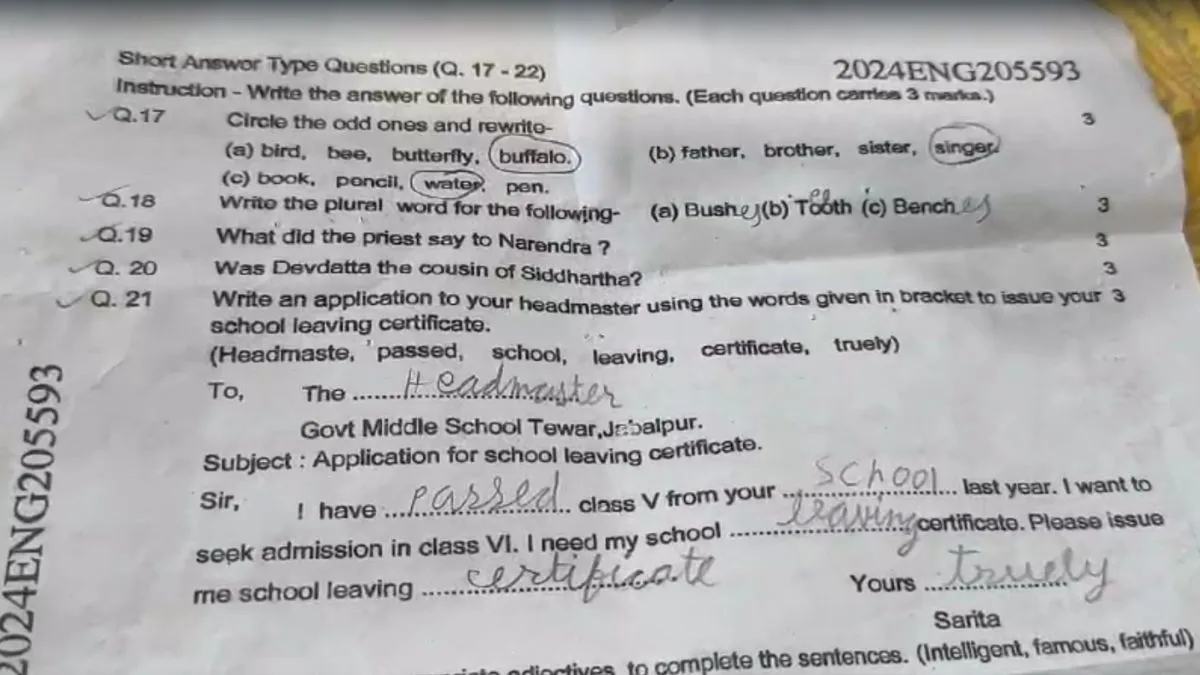 Short Answer Type Questions (Q. 17 - 22)
2024ENG205593
Instruction - Write the answer of the following questions. (Each question carries 3 marks.)
Q.17 Circle the odd ones and rewrite- 3
(a) bird, bee, butterfly, buffalo. (b) father, brother, sister, singer.
(c) book, pencil, water, pen.
Q.18 Write the plural word for the following- (a) Bushes (b) Tooth ee (c) Benches 3
Q.19 What did the priest say to Narendra ? 3
Q. 20 Was Devdatta the cousin of Siddhartha? 3
Q. 21 Write an application to your headmaster using the words given in bracket to issue your 3
school leaving certificate.
(Headmaste, passed, school, leaving, certificate, truely)
To, The ........Headmaster
Govt Middle School Tewar,Jabalpur.
Subject : Application for school leaving certificate.
Sir, I have ...passed... class V from your ...school... last year. I want to
seek admission in class VI. I need my school ...leaving certificate. Please issue
me school leaving ...certificate Yours ...truely
Sarita
adjectives, to complete the sentences. (Intelligent, famous, faithful)
2024ENG205593